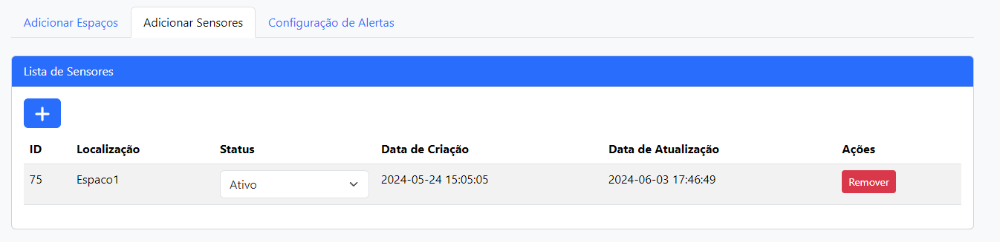 Adicionar Espaços Adicionar Sensores Configuração de Alertas
Lista de Sensores
ID Localização Status Data de Criação Data de Atualização Ações
75 Espaco1 Ativo 2024-05-24 15:05:05 2024-06-03 17:46:49 Remover